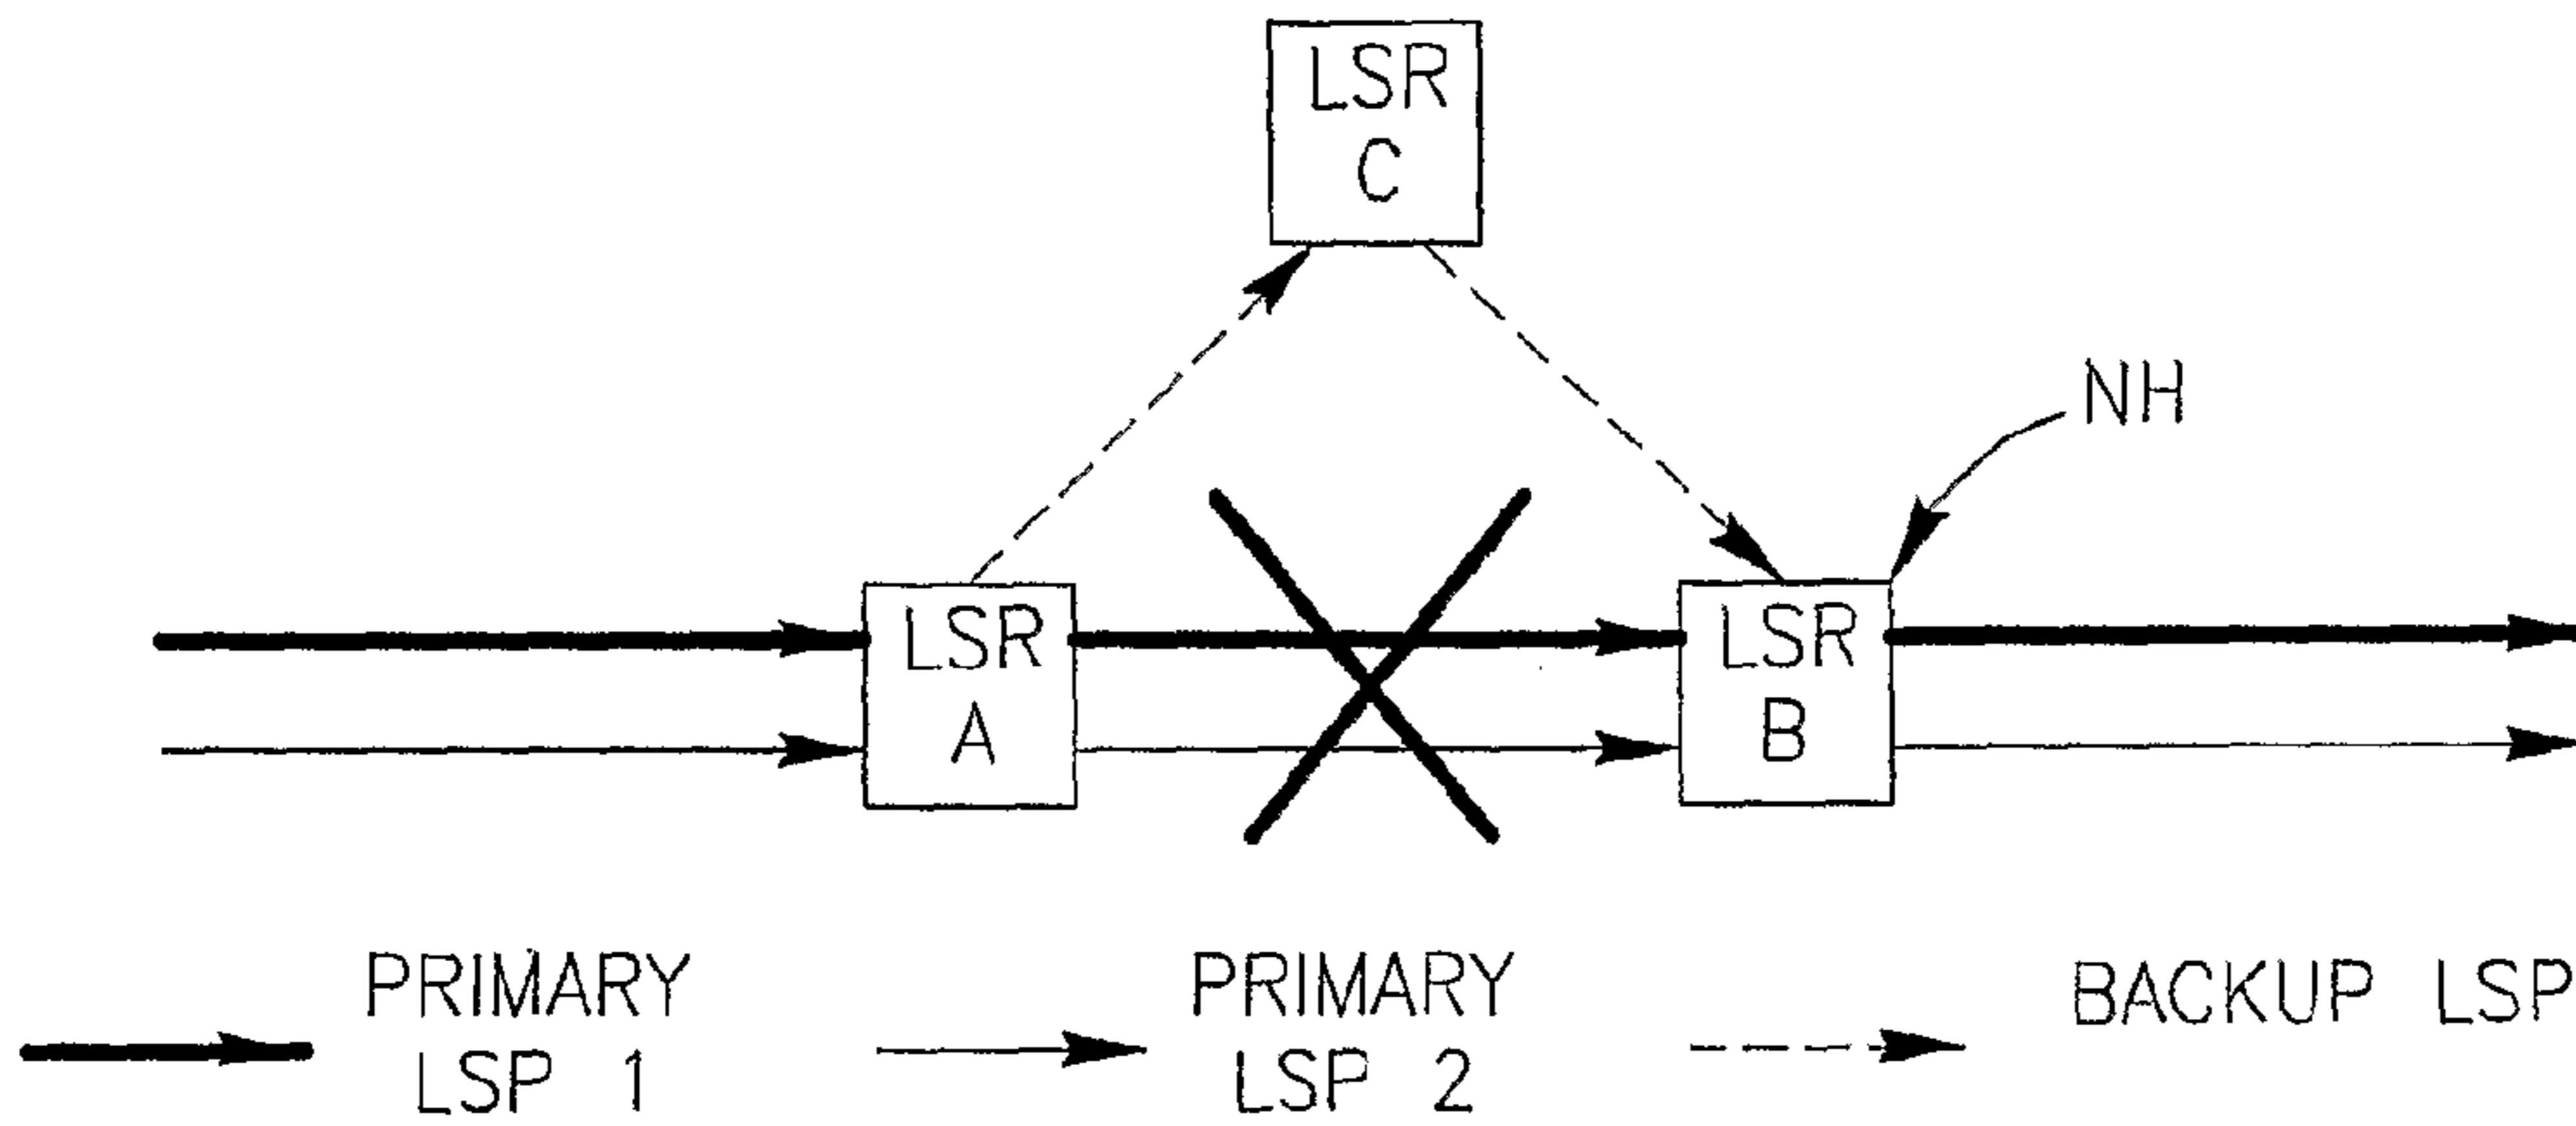 LSR
C
NH
LSR
A
LSR
B
PRIMARY
LSP 1
PRIMARY
LSP 2
BACKUP LSP